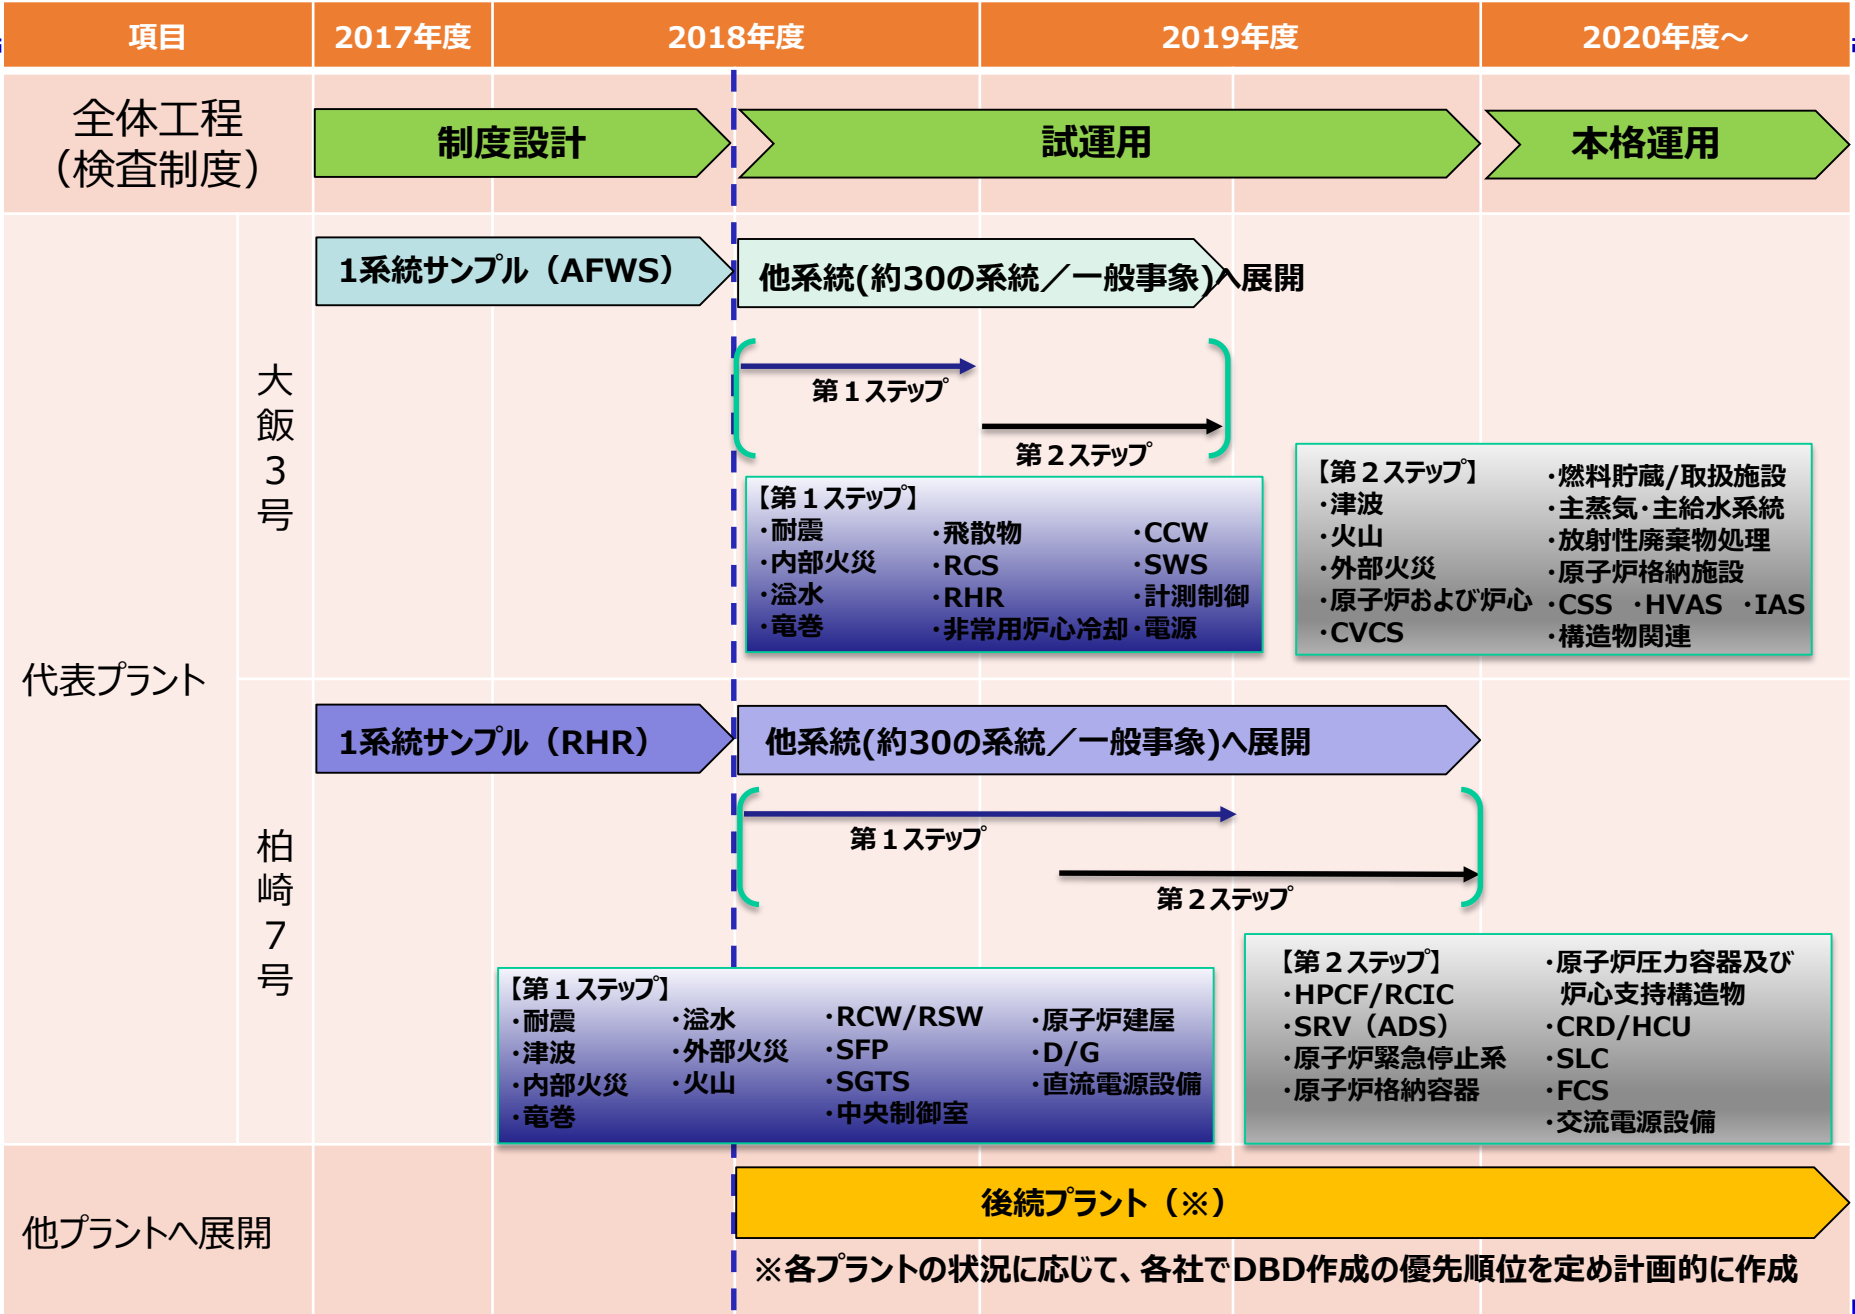 項目
2017年度
2018年度
2019年度
2020年度～
全体工程
（検査制度）
制度設計
試運用
本格運用
代表プラント
大飯3号
1系統サンプル（AFWS）
他系統(約30の系統／一般事象)へ展開
第１ステップ
第２ステップ
【第１ステップ】
・耐震
・内部火災
・溢水
・竜巻
・飛散物
・RCS
・RHR
・非常用炉心冷却
・CCW
・SWS
・計測制御
・電源
【第２ステップ】
・津波
・火山
・外部火災
・原子炉および炉心
・CVCS
・燃料貯蔵/取扱施設
・主蒸気・主給水系統
・放射性廃棄物処理
・原子炉格納施設
・CSS ・HVAS ・IAS
・構造物関連
柏崎7号
1系統サンプル（RHR）
他系統(約30の系統／一般事象)へ展開
第１ステップ
第２ステップ
【第１ステップ】
・耐震
・津波
・内部火災
・竜巻
・溢水
・外部火災
・火山
・RCW/RSW
・SFP
・SGTS
・中央制御室
・原子炉建屋
・D/G
・直流電源設備
【第２ステップ】
・HPCF/RCIC
・SRV（ADS）
・原子炉緊急停止系
・原子炉格納容器
・原子炉圧力容器及び
炉心支持構造物
・CRD/HCU
・SLC
・FCS
・交流電源設備
他プラントへ展開
後続プラント（※）
※各プラントの状況に応じて、各社でDBD作成の優先順位を定め計画的に作成